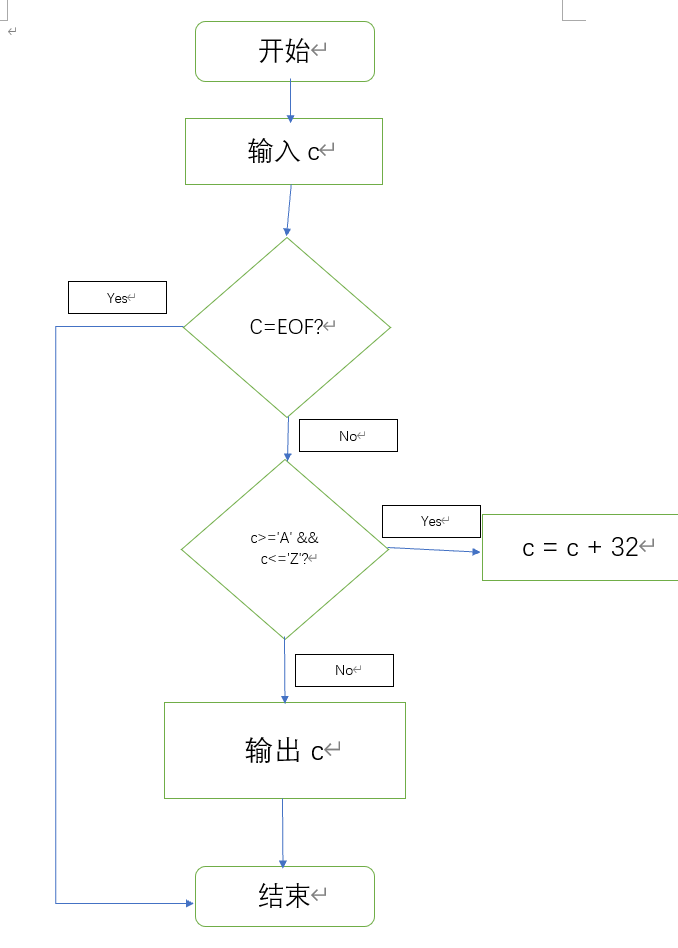 开始
输入 c
Yes
C=EOF?
No
c>='A' &&
c<='Z'?
Yes
c = c + 32
No
输出 c
结束